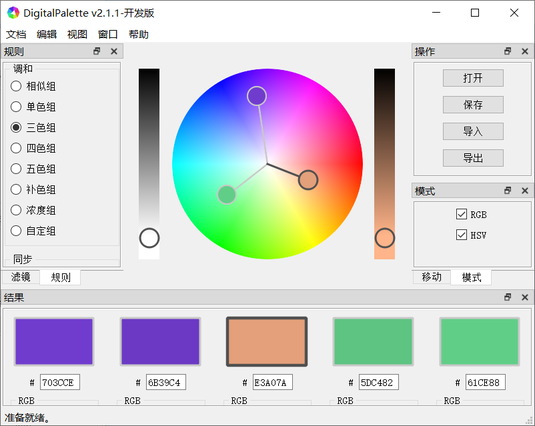 DigitalPalette v2.1.1-开发版
文档 编辑 视图 窗口 帮助
规则
调和
相似组
单色组
三色组
四色组
五色组
补色组
浓度组
自定组
同步
滤镜 规则
操作
打开
保存
导入
导出
模式
RGB
HSV
移动 模式
结果
# 703CCE # 6B39C4 # E3A07A # 5DC482 # 61CE88
RGB RGB RGB RGB RGB
准备就绪。